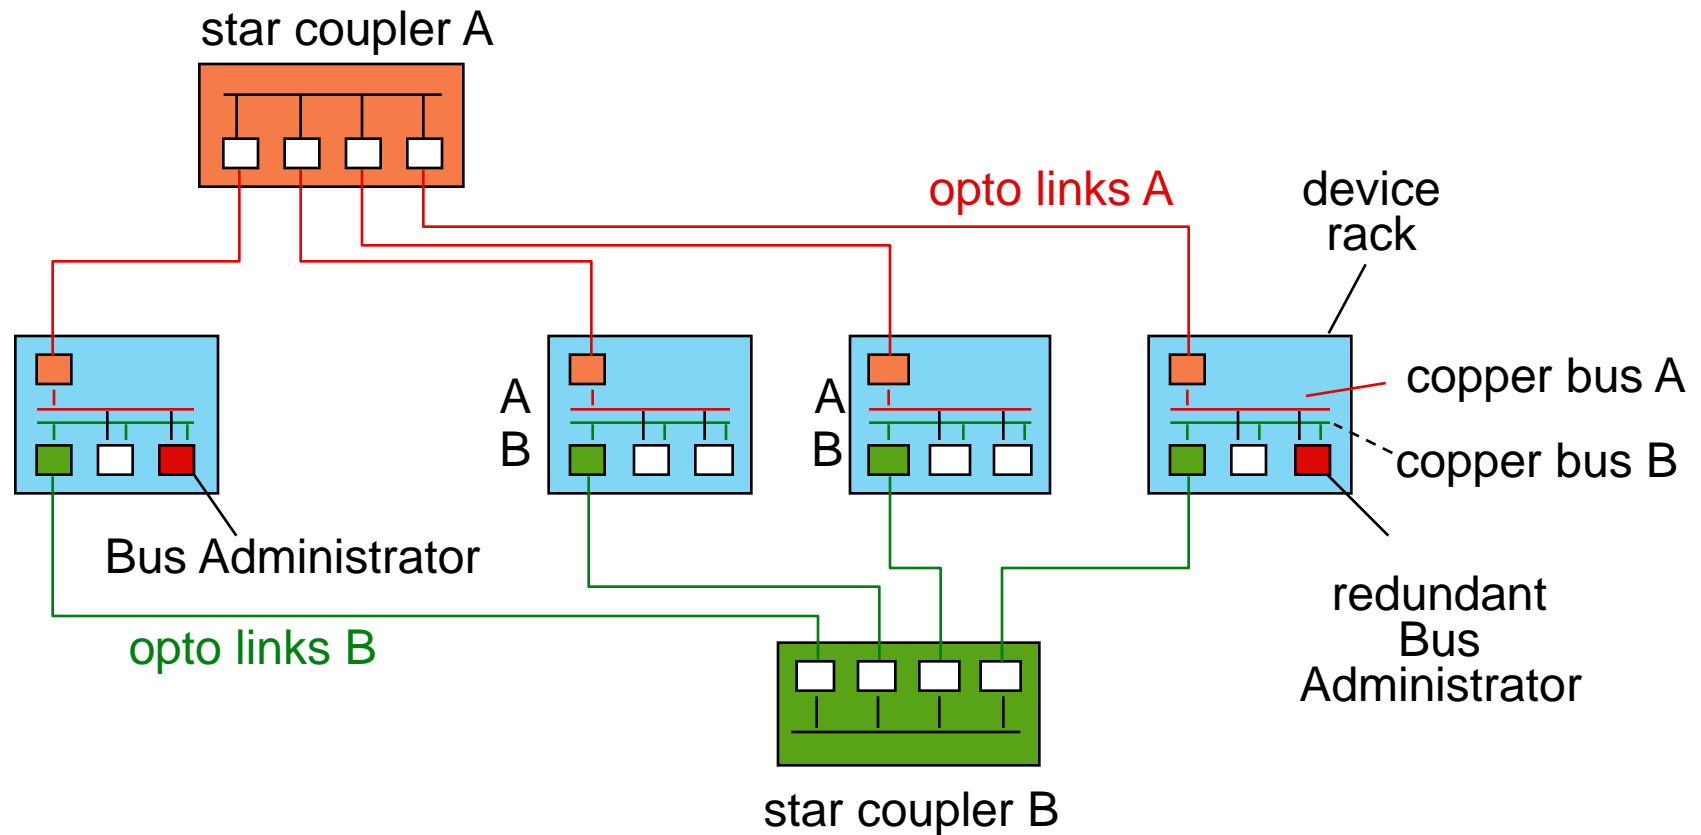 star coupler A
opto links A
device
rack
A
B
A
B
copper bus A
copper bus B
Bus Administrator
redundant
Bus
Administrator
opto links B
star coupler B